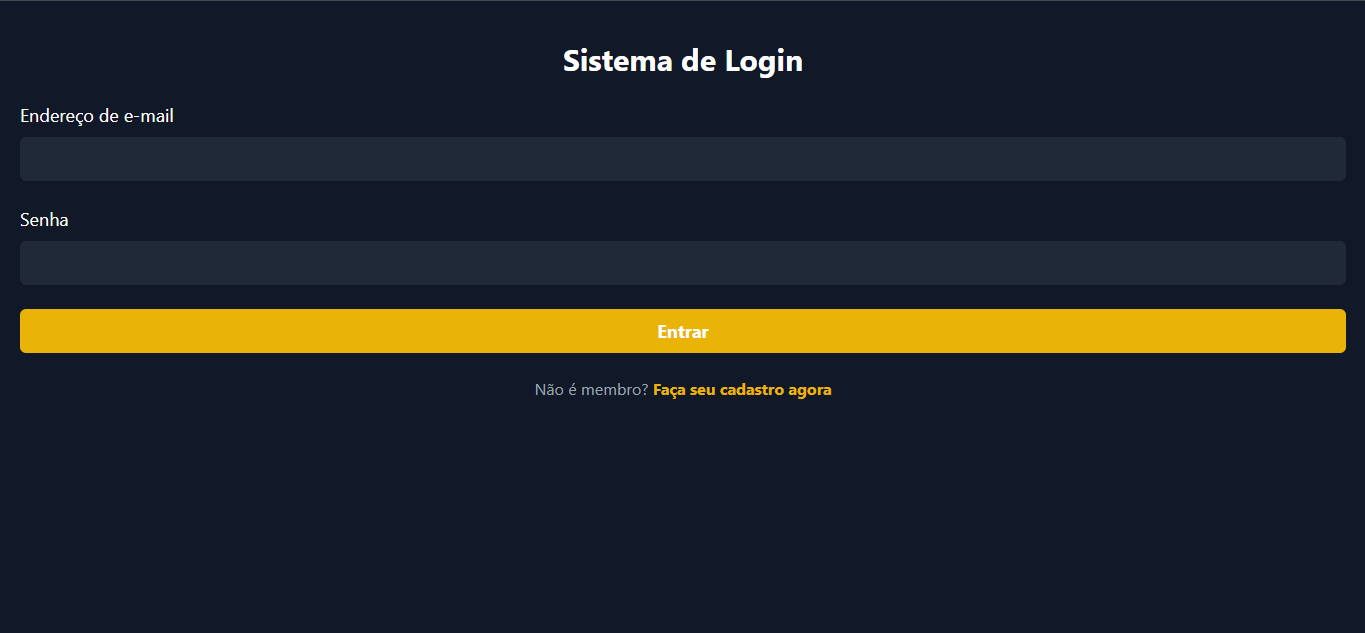 Sistema de Login
Endereço de e-mail
Senha
Entrar
Não é membro? Faça seu cadastro agora